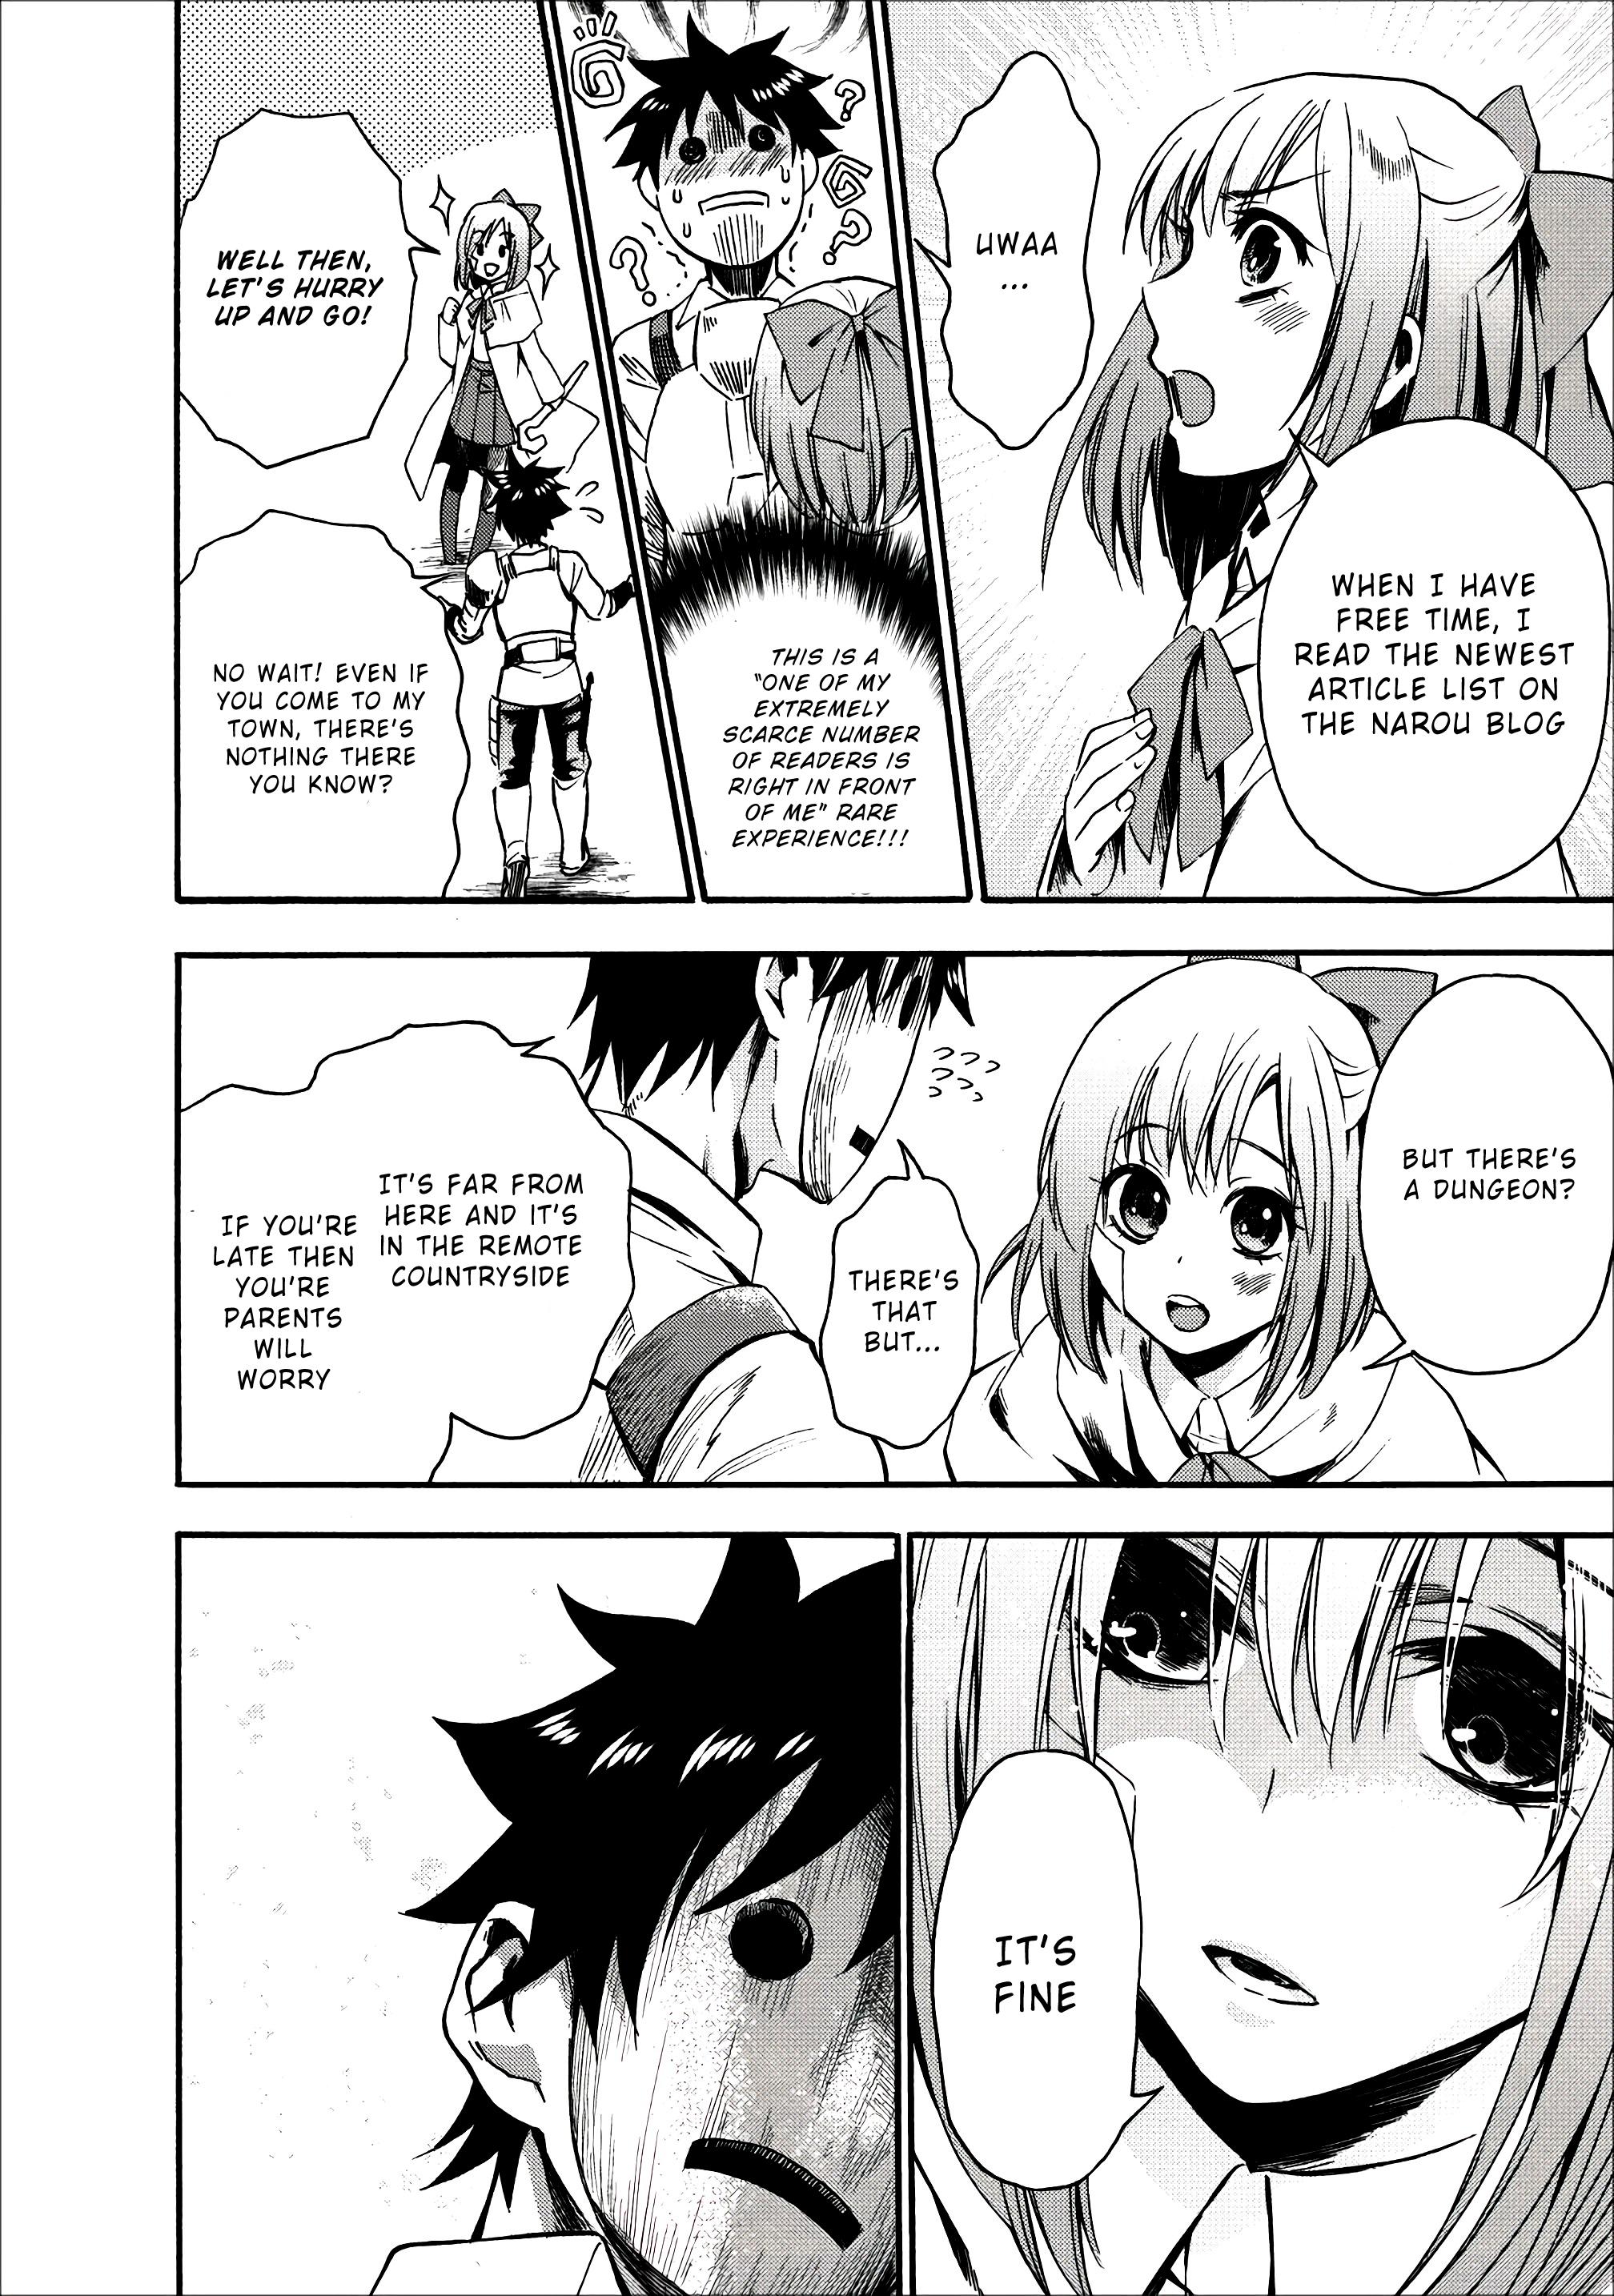 UWAA
...
WHEN I HAVE
FREE TIME, I
READ THE NEWEST
ARTICLE LIST ON
THE NAROU BLOG
THIS IS A
"ONE OF MY
EXTREMELY
SCARCE NUMBER
OF READERS IS
RIGHT IN FRONT
OF ME" RARE
EXPERIENCE!!!
WELL THEN,
LET'S HURRY
UP AND GO!
NO WAIT! EVEN IF
YOU COME TO MY
TOWN, THERE'S
NOTHING THERE
YOU KNOW?
BUT THERE'S
A DUNGEON?
THERE'S
THAT
BUT...
IT'S FAR FROM
HERE AND IT'S
IN THE REMOTE
COUNTRYSIDE
IF YOU'RE
LATE THEN
YOU'RE
PARENTS
WILL
WORRY
IT'S
FINE